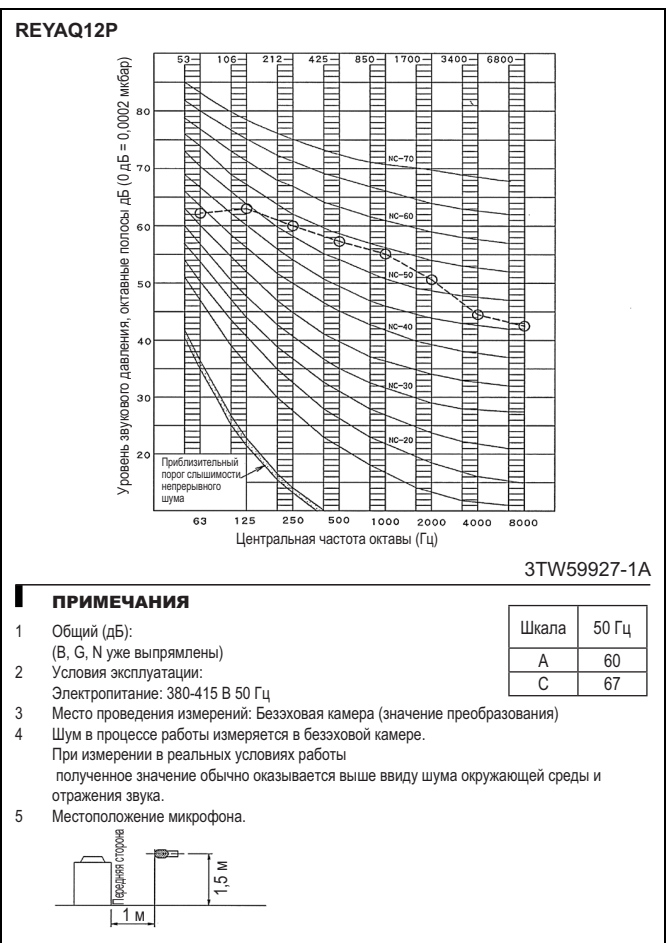 REYAQ12P
53 106 212 425 850 1700 3400 6800
Уровень звукового давления, октавные полосы дБ (0 дБ = 0,0002 мкбар)
80
70
60
50
40
30
20
NC-70
NC-60
NC-50
NC-40
NC-30
NC-20
Приблизительный
порог слышимости
непрерывного
шума
63 125 250 500 1000 2000 4000 8000
Центральная частота октавы (Гц)
3TW59927-1A
ПРИМЕЧАНИЯ
1 Общий (дБ):
(B, G, N уже выпрямлены)
Шкала 50 Гц
A 60
C 67
2 Условия эксплуатации:
Электропитание: 380-415 В 50 Гц
3 Место проведения измерений: Безэховая камера (значение преобразования)
4 Шум в процессе работы измеряется в безэховой камере.
При измерении в реальных условиях работы
полученное значение обычно оказывается выше ввиду шума окружающей среды и
отражения звука.
5 Местоположение микрофона.
Передняя сторона
1,5 м
1 м